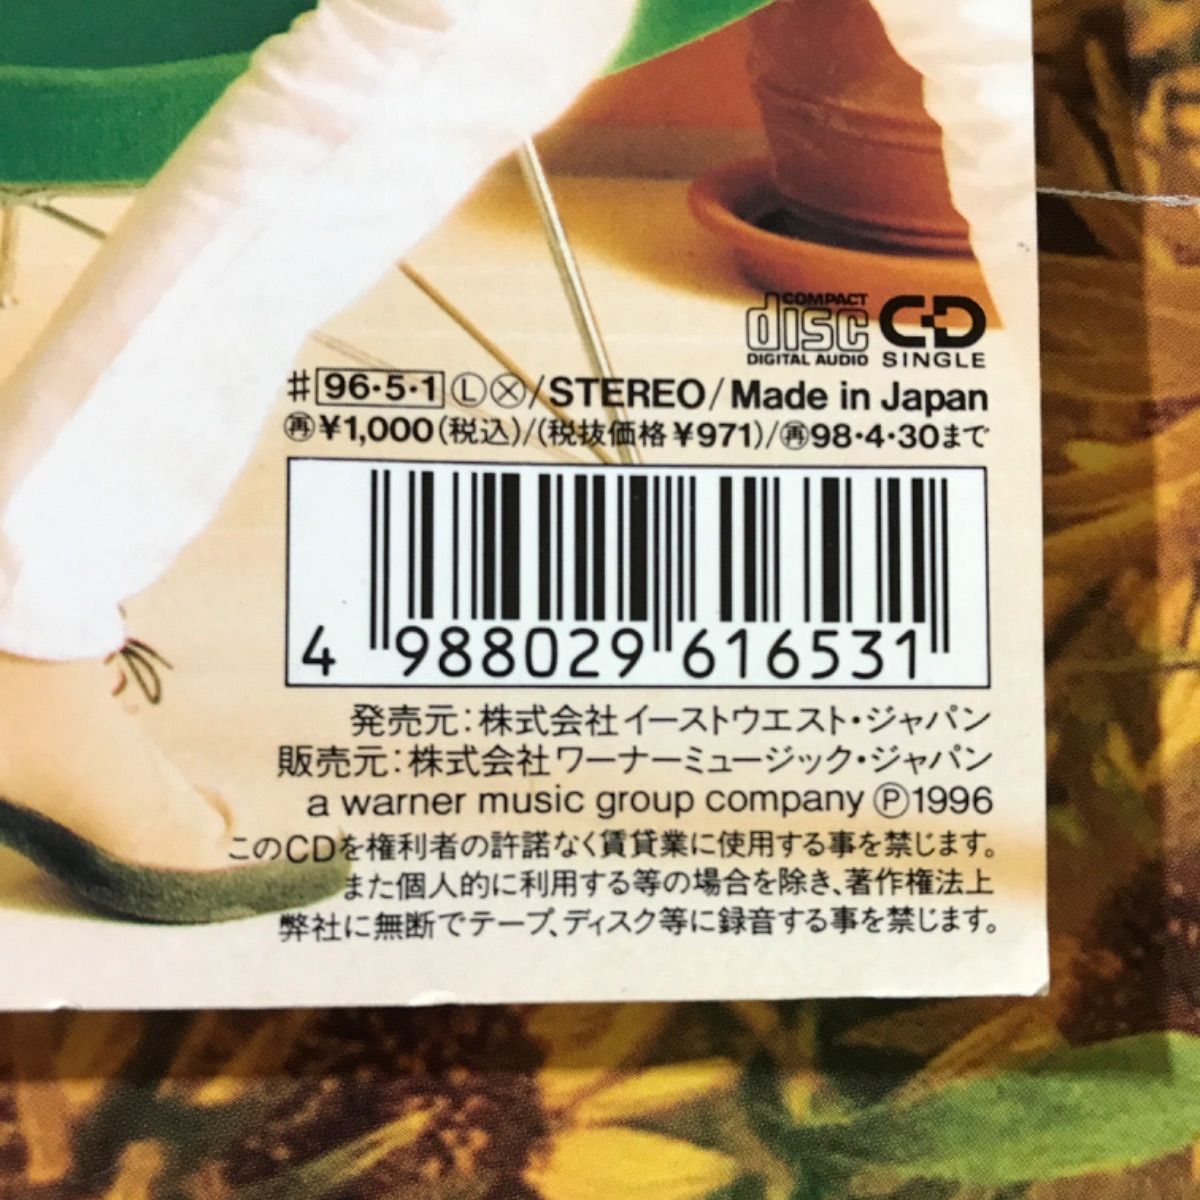 COMPACT
disc
DIGITAL AUDIO
CD
SINGLE
♯96・5・1ⓁⓍ/STEREO/Made in Japan
㊞¥1,000(税込)/(税抜価格¥971)/98・4・30まで
4 988029 616531
発売元:株式会社イーストウエスト・ジャパン
販売元:株式会社ワーナーミュージック・ジャパン
a warner music group company Ⓟ1996
このCDを権利者の許諾なく賃貸業に使用する事を禁じます。
また個人的に利用する等の場合を除き、著作権法上
弊社に無断でテープ、ディスク等に録音する事を禁じます。